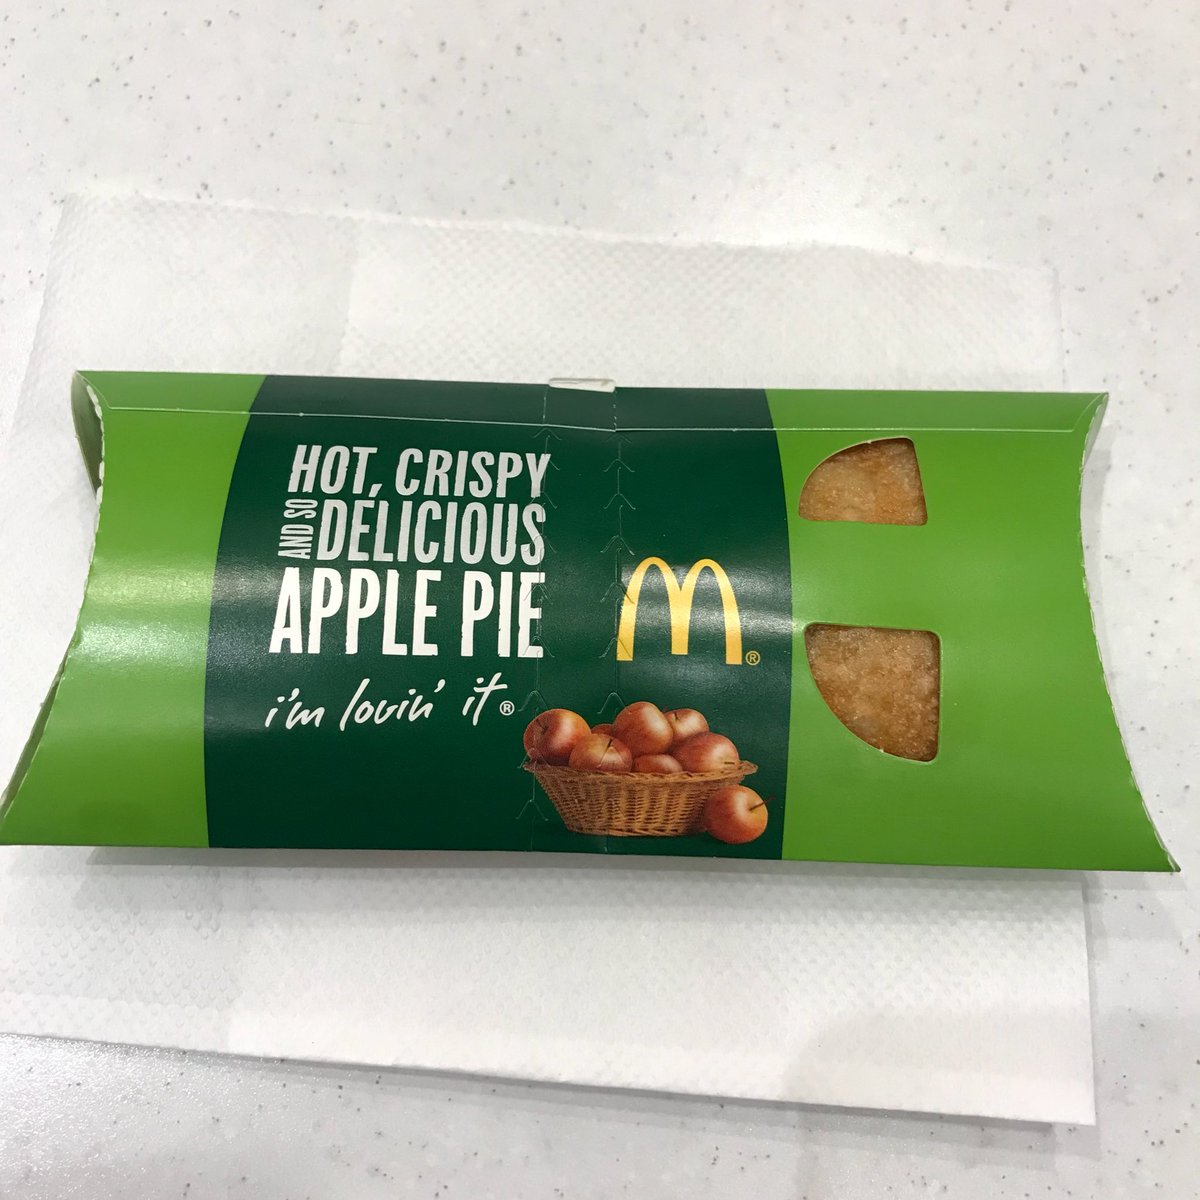 HOT, CRISPY
AND SO DELICIOUS
APPLE PIE
i'm lovin' it®
M®